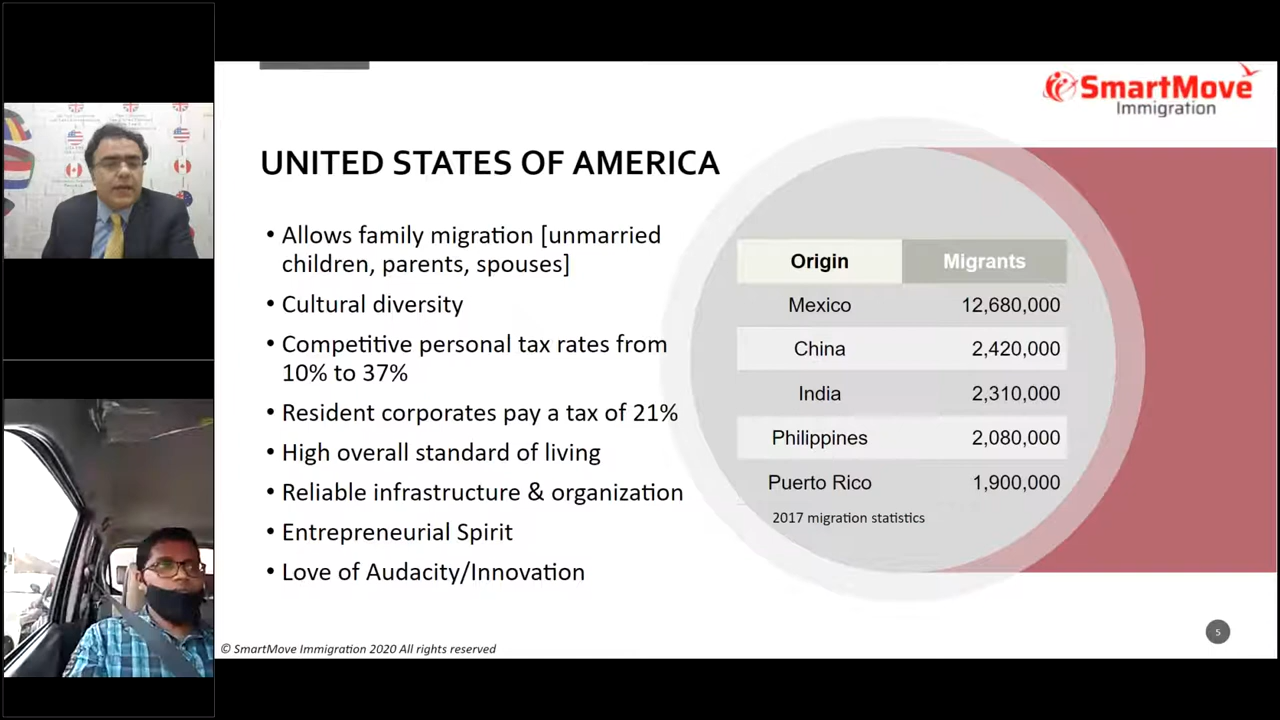 SmartMove
Immigration
UNITED STATES OF AMERICA
• Allows family migration [unmarried
children, parents, spouses]
• Cultural diversity
• Competitive personal tax rates from
10% to 37%
• Resident corporates pay a tax of 21%
• High overall standard of living
• Reliable infrastructure & organization
• Entrepreneurial Spirit
• Love of Audacity/Innovation
Origin Migrants
Mexico 12,680,000
China 2,420,000
India 2,310,000
Philippines 2,080,000
Puerto Rico 1,900,000
2017 migration statistics
5
© SmartMove Immigration 2020 All rights reserved